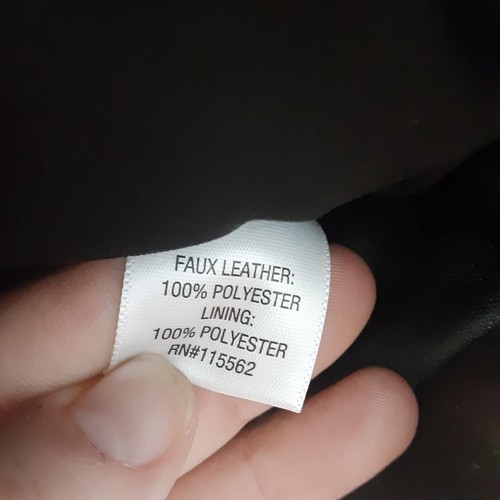 FAUX LEATHER:
100% POLYESTER
LINING:
100% POLYESTER
RN#115562